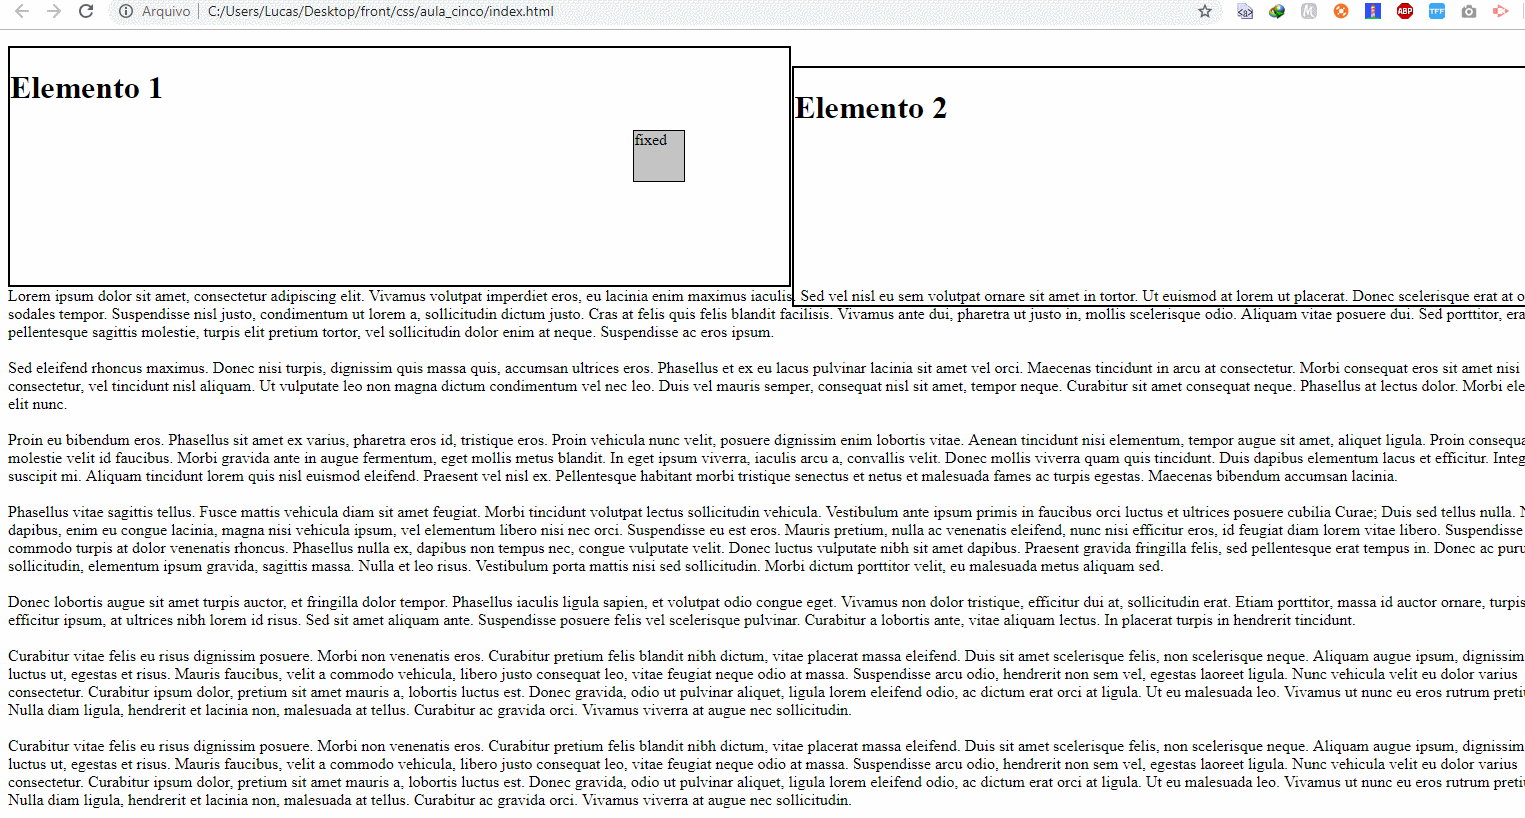 Arquivo | C:/Users/Lucas/Desktop/front/css/aula_cinco/index.html
<a>
M
ABP
TFF
Elemento 1
Elemento 2
fixed
Lorem ipsum dolor sit amet, consectetur adipiscing elit. Vivamus volutpat imperdiet eros, eu lacinia enim maximus iaculis. Sed vel nisl eu sem volutpat ornare sit amet in tortor. Ut euismod at lorem ut placerat. Donec scelerisque erat at o
sodales tempor. Suspendisse nisl justo, condimentum ut lorem a, sollicitudin dictum justo. Cras at felis quis felis blandit facilisis. Vivamus ante dui, pharetra ut justo in, mollis scelerisque odio. Aliquam vitae posuere dui. Sed porttitor, era
pellentesque sagittis molestie, turpis elit pretium tortor, vel sollicitudin dolor enim at neque. Suspendisse ac eros ipsum.
Sed eleifend rhoncus maximus. Donec nisi turpis, dignissim quis massa quis, accumsan ultrices eros. Phasellus et ex eu lacus pulvinar lacinia sit amet vel orci. Maecenas tincidunt in arcu at consectetur. Morbi consequat eros sit amet nisi
consectetur, vel tincidunt nisl aliquam. Ut vulputate leo non magna dictum condimentum vel nec leo. Duis vel mauris semper, consequat nisl sit amet, tempor neque. Curabitur sit amet consequat neque. Phasellus at lectus dolor. Morbi ele
elit nunc.
Proin eu bibendum eros. Phasellus sit amet ex varius, pharetra eros id, tristique eros. Proin vehicula nunc velit, posuere dignissim enim lobortis vitae. Aenean tincidunt nisi elementum, tempor augue sit amet, aliquet ligula. Proin consequa
molestie velit id faucibus. Morbi gravida ante in augue fermentum, eget mollis metus blandit. In eget ipsum viverra, iaculis arcu a, convallis velit. Donec mollis viverra quam quis tincidunt. Duis dapibus elementum lacus et efficitur. Integ
suscipit mi. Aliquam tincidunt lorem quis nisl euismod eleifend. Praesent vel nisl ex. Pellentesque habitant morbi tristique senectus et netus et malesuada fames ac turpis egestas. Maecenas bibendum accumsan lacinia.
Phasellus vitae sagittis tellus. Fusce mattis vehicula diam sit amet feugiat. Morbi tincidunt volutpat lectus sollicitudin vehicula. Vestibulum ante ipsum primis in faucibus orci luctus et ultrices posuere cubilia Curae; Duis sed tellus nulla. N
dapibus, enim eu congue lacinia, magna nisi vehicula ipsum, vel elementum libero nisi nec orci. Suspendisse eu est eros. Mauris pretium, nulla ac venenatis eleifend, nunc nisi efficitur eros, id feugiat diam lorem vitae libero. Suspendisse
commodo turpis at dolor venenatis rhoncus. Phasellus nulla ex, dapibus non tempus nec, congue vulputate velit. Donec luctus vulputate nibh sit amet dapibus. Praesent gravida fringilla felis, sed pellentesque erat tempus in. Donec ac puru
sollicitudin, elementum ipsum gravida, sagittis massa. Nulla et leo risus. Vestibulum porta mattis nisi sed sollicitudin. Morbi dictum porttitor velit, eu malesuada metus aliquam sed.
Donec lobortis augue sit amet turpis auctor, et fringilla dolor tempor. Phasellus iaculis ligula sapien, et volutpat odio congue eget. Vivamus non dolor tristique, efficitur dui at, sollicitudin erat. Etiam porttitor, massa id auctor ornare, turpis
efficitur ipsum, at ultrices nibh lorem id risus. Sed sit amet aliquam ante. Suspendisse posuere felis vel scelerisque pulvinar. Curabitur a lobortis ante, vitae aliquam lectus. In placerat turpis in hendrerit tincidunt.
Curabitur vitae felis eu risus dignissim posuere. Morbi non venenatis eros. Curabitur pretium felis blandit nibh dictum, vitae placerat massa eleifend. Duis sit amet scelerisque felis, non scelerisque neque. Aliquam augue ipsum, dignissim
luctus ut, egestas et risus. Mauris faucibus, velit a commodo vehicula, libero justo consequat leo, vitae feugiat neque odio at massa. Suspendisse arcu odio, hendrerit non sem vel, egestas laoreet ligula. Nunc vehicula velit eu dolor varius
consectetur. Curabitur ipsum dolor, pretium sit amet mauris a, lobortis luctus est. Donec gravida, odio ut pulvinar aliquet, ligula lorem eleifend odio, ac dictum erat orci at ligula. Ut eu malesuada leo. Vivamus ut nunc eu eros rutrum preti
Nulla diam ligula, hendrerit et lacinia non, malesuada at tellus. Curabitur ac gravida orci. Vivamus viverra at augue nec sollicitudin.
Curabitur vitae felis eu risus dignissim posuere. Morbi non venenatis eros. Curabitur pretium felis blandit nibh dictum, vitae placerat massa eleifend. Duis sit amet scelerisque felis, non scelerisque neque. Aliquam augue ipsum, dignissim
luctus ut, egestas et risus. Mauris faucibus, velit a commodo vehicula, libero justo consequat leo, vitae feugiat neque odio at massa. Suspendisse arcu odio, hendrerit non sem vel, egestas laoreet ligula. Nunc vehicula velit eu dolor varius
consectetur. Curabitur ipsum dolor, pretium sit amet mauris a, lobortis luctus est. Donec gravida, odio ut pulvinar aliquet, ligula lorem eleifend odio, ac dictum erat orci at ligula. Ut eu malesuada leo. Vivamus ut nunc eu eros rutrum preti
Nulla diam ligula, hendrerit et lacinia non, malesuada at tellus. Curabitur ac gravida orci. Vivamus viverra at augue nec sollicitudin.